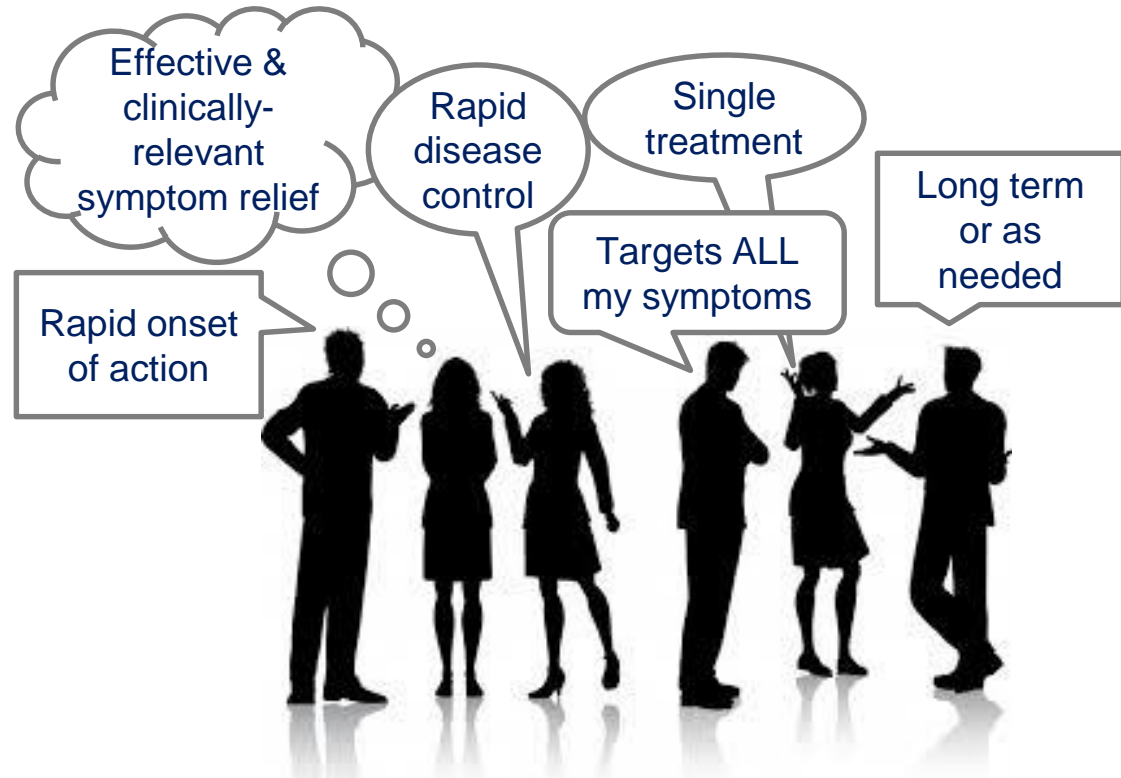 Effective &
clinically-
relevant
symptom relief
Rapid
disease
control
Single
treatment
Long term
or as
needed
Targets ALL
my symptoms
Rapid onset
of action